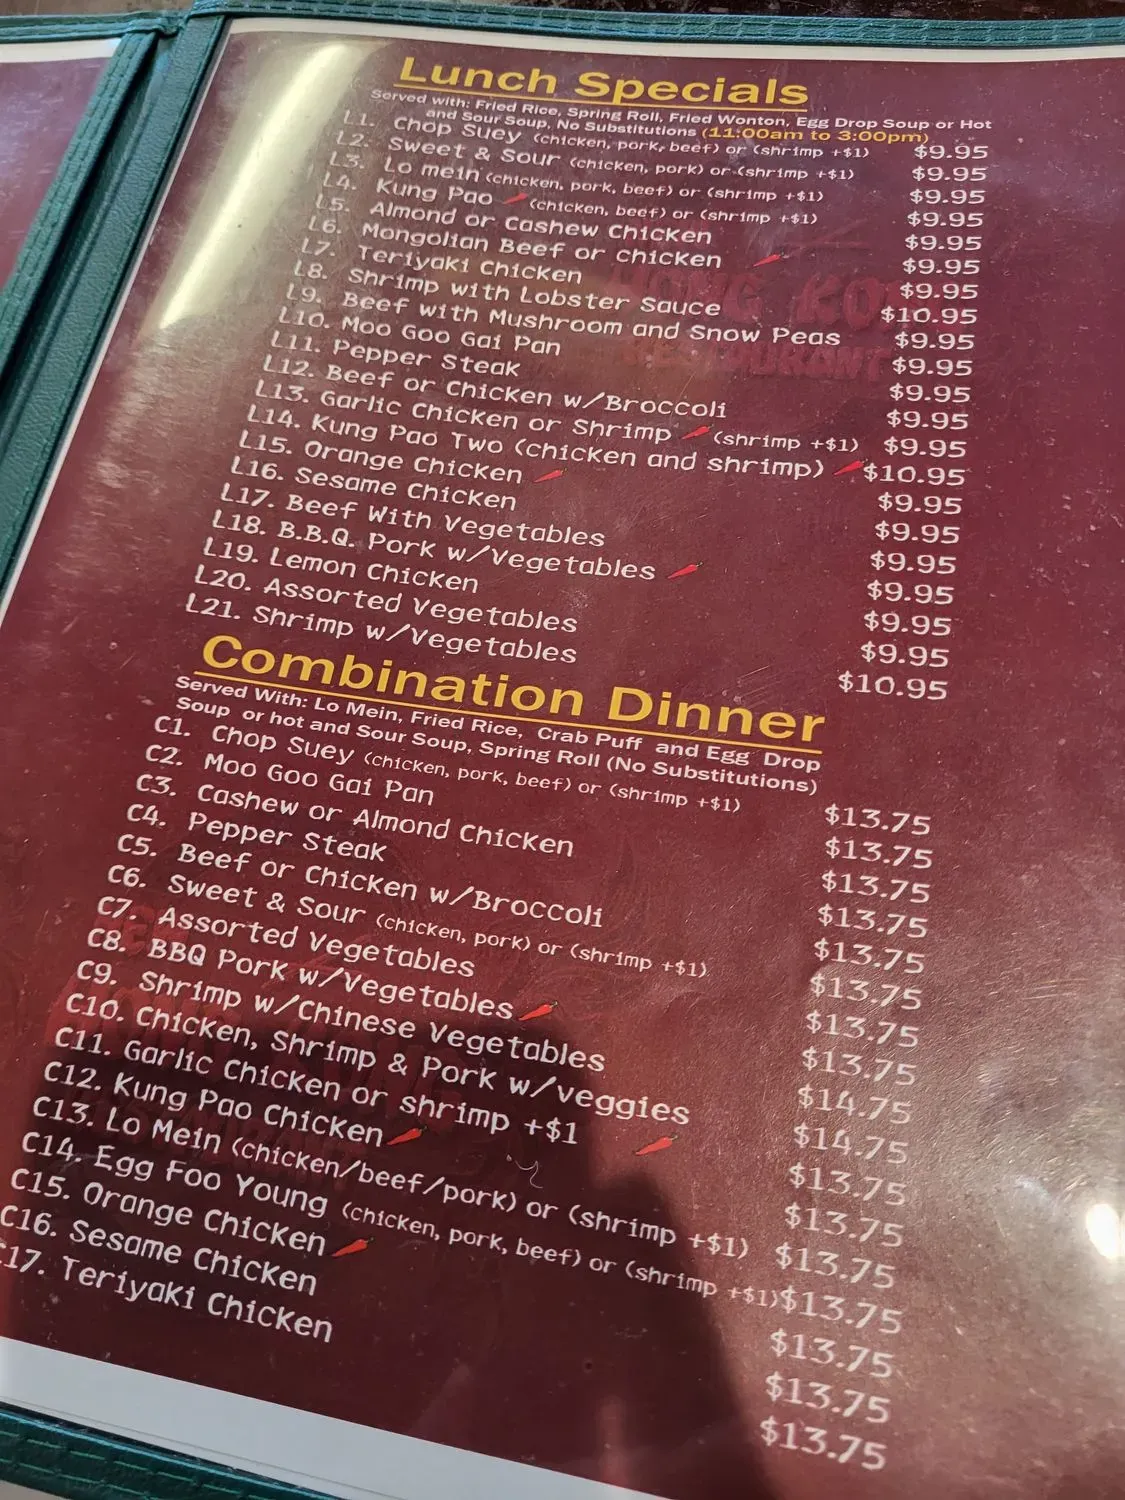 Lunch Specials
Served with: Fried Rice, Spring Roll, Fried Wonton, Egg Drop Soup or Hot
and Sour Soup, No Substitutions (11:00am to 3:00pm)
L1. Chop Suey (chicken, pork, beef) or (shrimp +$1) $9.95
L2. Sweet & Sour (chicken, pork) or (shrimp +$1) $9.95
L3. Lo mein (chicken, pork, beef) or (shrimp +$1) $9.95
L4. Kung Pao (chicken, beef) or (shrimp +$1) $9.95
L5. Almond or Cashew Chicken $9.95
L6. Mongolian Beef or chicken $9.95
L7. Teriyaki Chicken $9.95
L8. Shrimp with Lobster Sauce $10.95
L9. Beef with Mushroom and Snow Peas $9.95
L10. Moo Goo Gai Pan $9.95
L11. Pepper Steak $9.95
L12. Beef or Chicken w/Broccoli $9.95
L13. Garlic Chicken or Shrimp (shrimp +$1) $9.95
L14. Kung Pao Two (chicken and shrimp) $10.95
L15. Orange Chicken $9.95
L16. Sesame Chicken $9.95
L17. Beef With Vegetables $9.95
L18. B.B.Q. Pork w/Vegetables $9.95
L19. Lemon Chicken $9.95
L20. Assorted Vegetables $9.95
L21. Shrimp w/Vegetables $10.95
HONG KO
RESTAURANT
Combination Dinner
Served With: Lo Mein, Fried Rice, Crab Puff and Egg Drop
Soup or hot and Sour Soup, Spring Roll (No Substitutions)
C1. Chop Suey (chicken, pork, beef) or (shrimp +$1) $13.75
C2. Moo Goo Gai Pan $13.75
C3. Cashew or Almond Chicken $13.75
C4. Pepper Steak $13.75
C5. Beef or Chicken w/Broccoli $13.75
C6. Sweet & Sour (chicken, pork) or (shrimp +$1) $13.75
C7. Assorted Vegetables $13.75
C8. BBQ Pork w/Vegetables $13.75
C9. Shrimp w/Chinese Vegetables $14.75
C10. Chicken, Shrimp & Pork w/veggies $14.75
C11. Garlic Chicken or shrimp +$1 $13.75
C12. Kung Pao Chicken $13.75
C13. Lo Mein (chicken/beef/pork) or (shrimp +$1) $13.75
C14. Egg Foo Young (chicken, pork, beef) or (shrimp +$1) $13.75
C15. Orange Chicken $13.75
C16. Sesame Chicken $13.75
C17. Teriyaki Chicken $13.75